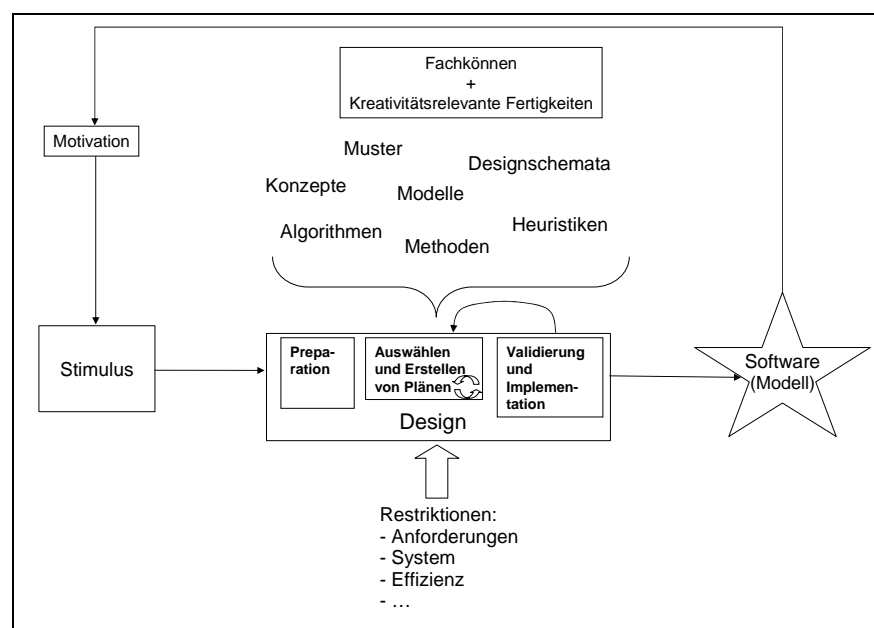 Fachkönnen
+
Kreativitätsrelevante Fertigkeiten
Motivation
Muster
Designschemata
Konzepte
Modelle
Algorithmen
Heuristiken
Methoden
Stimulus
Prepa-
ration
Auswählen
und Erstellen
von Plänen
Validierung
und
Implemen-
tation
Design
Software
(Modell)
Restriktionen:
- Anforderungen
- System
- Effizienz
- ...